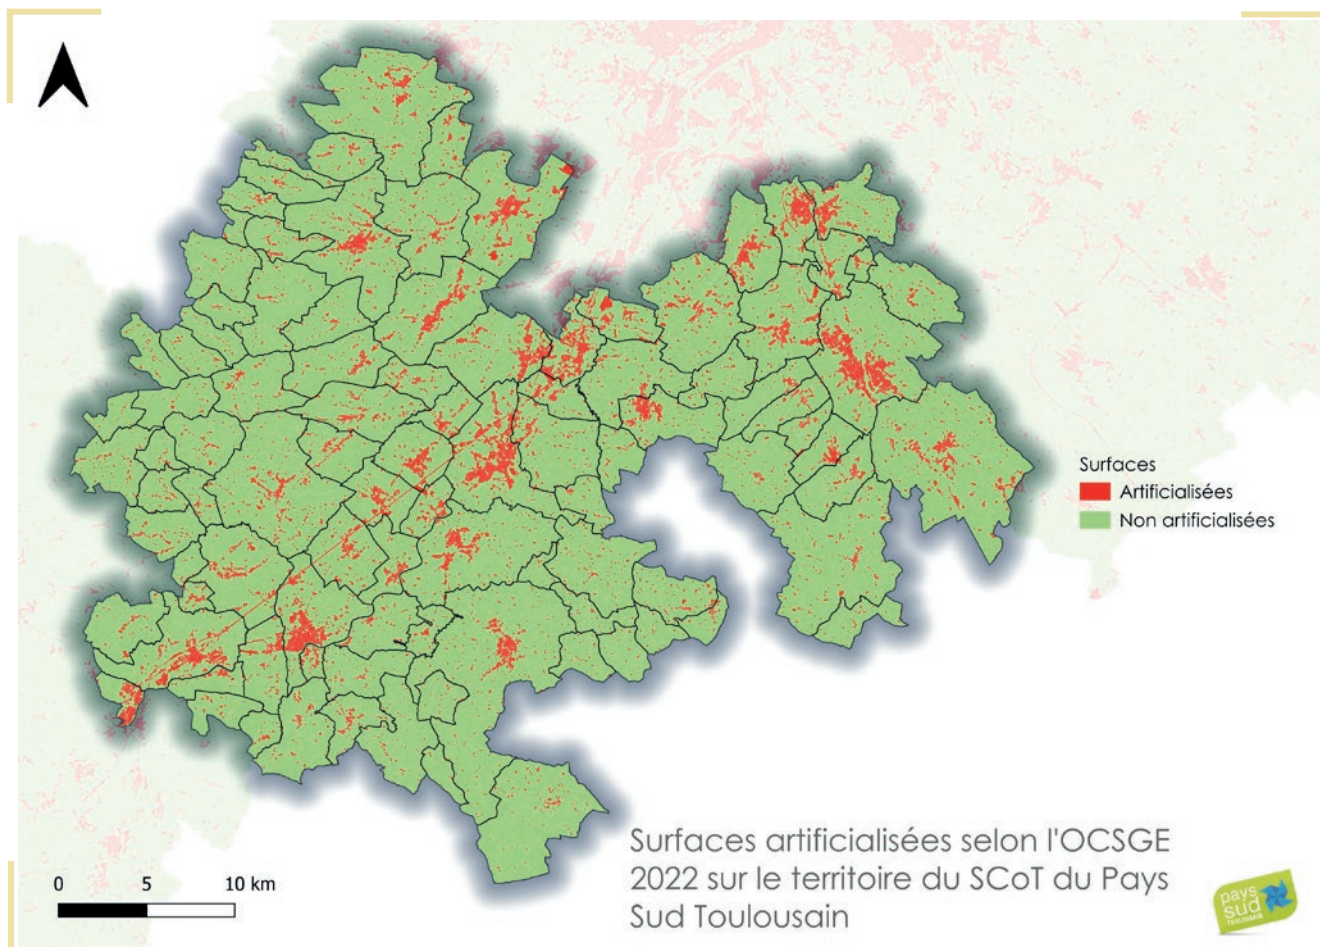 Surfaces
Artificialisées
Non artificialisées
0 5 10 km
Surfaces artificialisées selon l'OCSGE
2022 sur le territoire du SCoT du Pays
Sud Toulousain
pays
sud
TOULOUSAIN